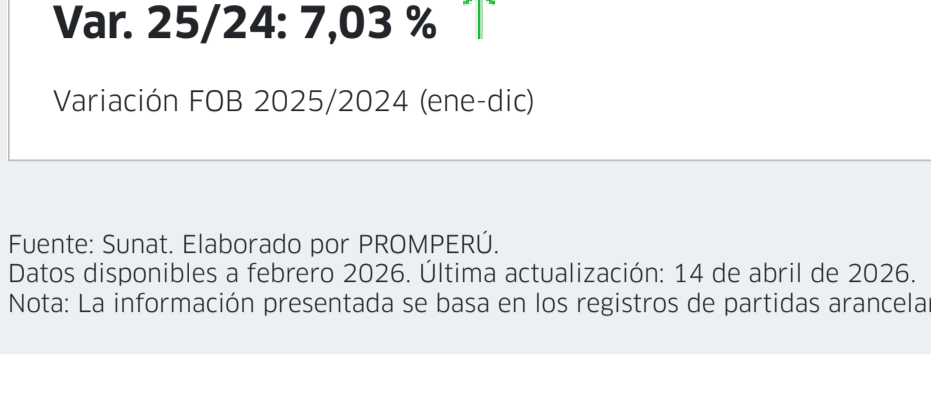 Var. 25/24: 7,03 %
Variación FOB 2025/2024 (ene-dic)
Fuente: Sunat. Elaborado por PROMPERÚ.
Datos disponibles a febrero 2026. Última actualización: 14 de abril de 2026.
Nota: La información presentada se basa en los registros de partidas